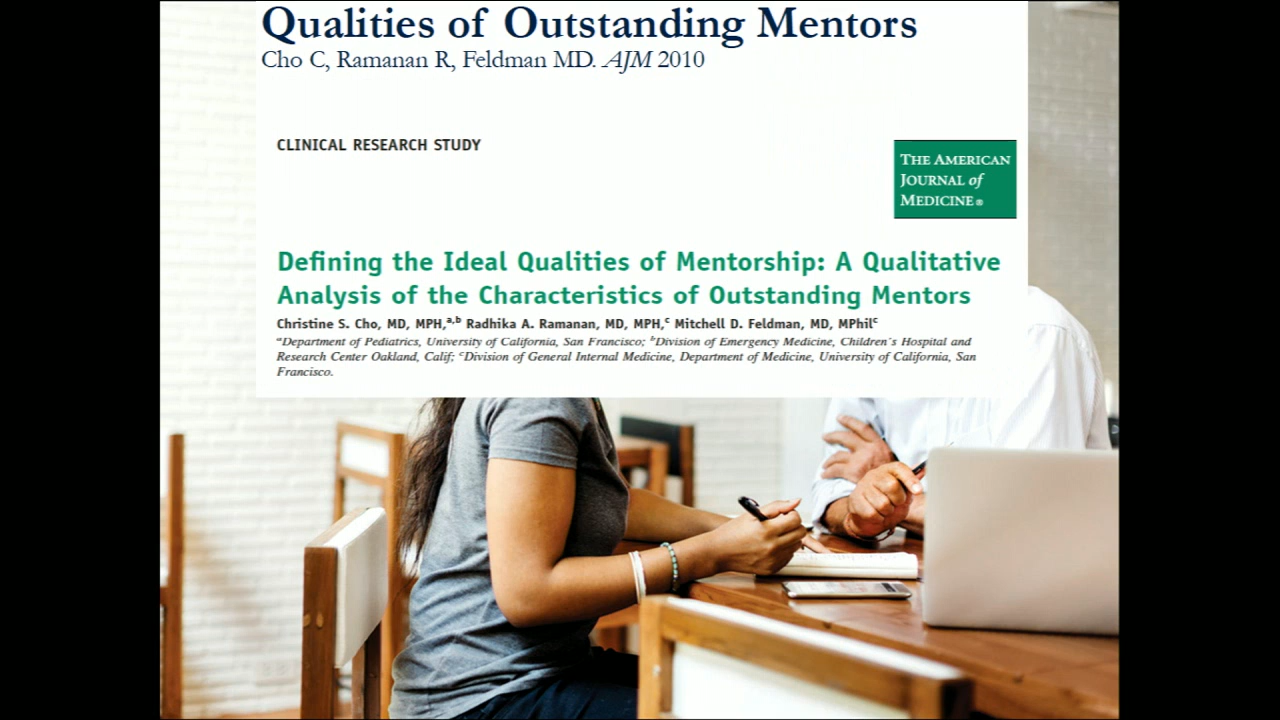 Qualities of Outstanding Mentors
Cho C, Ramanan R, Feldman MD. AJM 2010
CLINICAL RESEARCH STUDY
THE AMERICAN
JOURNAL of
MEDICINE®
Defining the Ideal Qualities of Mentorship: A Qualitative
Analysis of the Characteristics of Outstanding Mentors
Christine S. Cho, MD, MPH,a,b Radhika A. Ramanan, MD, MPH,c Mitchell D. Feldman, MD, MPhilc
aDepartment of Pediatrics, University of California, San Francisco; bDivision of Emergency Medicine, Children's Hospital and
Research Center Oakland, Calif; cDivision of General Internal Medicine, Department of Medicine, University of California, San
Francisco.